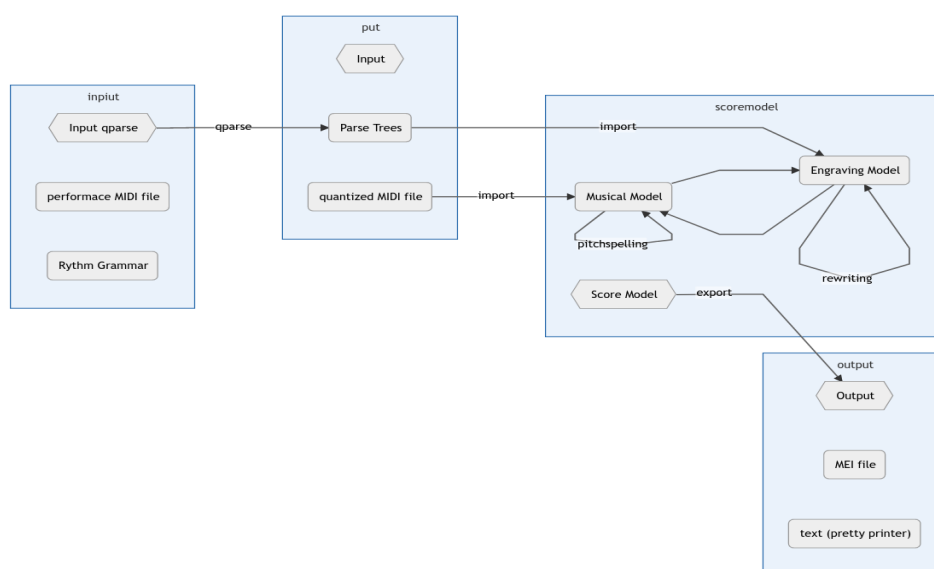 inpiut
Input qparse
performace MIDI file
Rythm Grammar
qparse
put
Input
Parse Trees
quantized MIDI file
import
import
scoremodel
Engraving Model
Musical Model
pitchspelling
rewriting
Score Model
export
output
Output
MEI file
text (pretty printer)